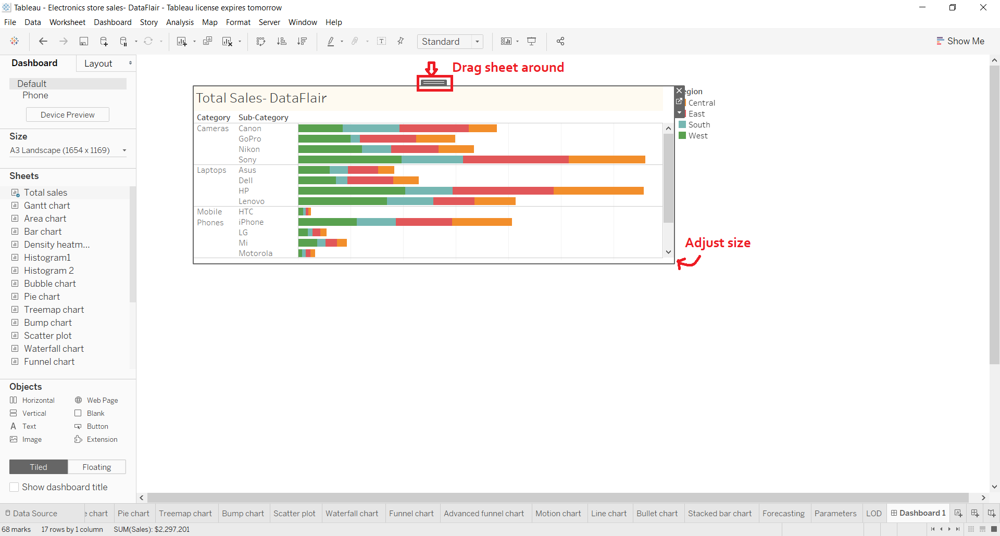 Tableau - Electronics store sales- DataFlair - Tableau license expires tomorrow
File Data Worksheet Dashboard Story Analysis Map Format Server Window Help
Standard
Show Me
Dashboard Layout
Default
Phone
Device Preview
Size
A3 Landscape (1654 x 1169)
Sheets
Total sales
Gantt chart
Area chart
Bar chart
Density heatm...
Histogram1
Histogram 2
Bubble chart
Pie chart
Treemap chart
Bump chart
Scatter plot
Waterfall chart
Funnel chart
Objects
Horizontal Web Page
Vertical Blank
A Text Button
Image Extension
Tiled Floating
Show dashboard title
Drag sheet around
Total Sales- DataFlair
Category Sub-Category
Cameras Canon
GoPro
Nikon
Sony
Laptops Asus
Dell
HP
Lenovo
Mobile Phones HTC
iPhone
LG
Mi
Motorola
egion
Central
East
South
West
Adjust size
Data Source e chart Pie chart Treemap chart Bump chart Scatter plot Waterfall chart Funnel chart Advanced funnel chart Motion chart Line chart Bullet chart Stacked bar chart Forecasting Parameters LOD Dashboard 1
68 marks 17 rows by 1 column SUM(Sales): $2,297,201